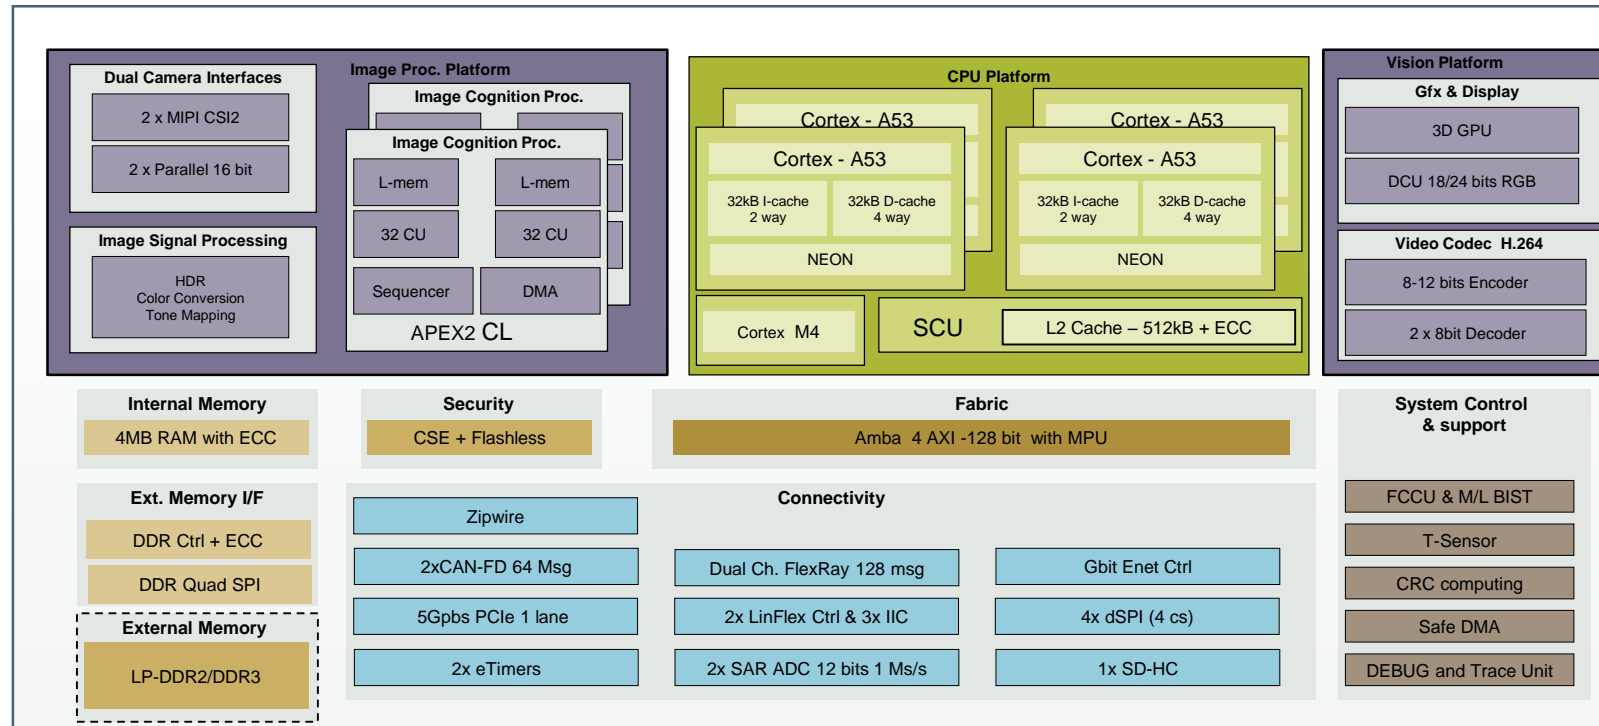 Image Proc. Platform
Dual Camera Interfaces
2 x MIPI CSI2
2 x Parallel 16 bit
Image Signal Processing
HDR
Color Conversion
Tone Mapping
Image Cognition Proc.
Image Cognition Proc.
L-mem
L-mem
32 CU
32 CU
Sequencer
DMA
APEX2 CL
CPU Platform
Cortex - A53
Cortex - A53
32kB I-cache
2 way
32kB D-cache
4 way
NEON
Cortex - A53
Cortex - A53
32kB I-cache
2 way
32kB D-cache
4 way
NEON
Cortex M4
SCU
L2 Cache – 512kB + ECC
Vision Platform
Gfx & Display
3D GPU
DCU 18/24 bits RGB
Video Codec H.264
8-12 bits Encoder
2 x 8bit Decoder
Internal Memory
4MB RAM with ECC
Security
CSE + Flashless
Fabric
Amba 4 AXI -128 bit with MPU
System Control
& support
FCCU & M/L BIST
T-Sensor
CRC computing
Safe DMA
DEBUG and Trace Unit
Ext. Memory I/F
DDR Ctrl + ECC
DDR Quad SPI
External Memory
LP-DDR2/DDR3
Connectivity
Zipwire
2xCAN-FD 64 Msg
Dual Ch. FlexRay 128 msg
Gbit Enet Ctrl
5Gpbs PCIe 1 lane
2x LinFlex Ctrl & 3x IIC
4x dSPI (4 cs)
2x eTimers
2x SAR ADC 12 bits 1 Ms/s
1x SD-HC